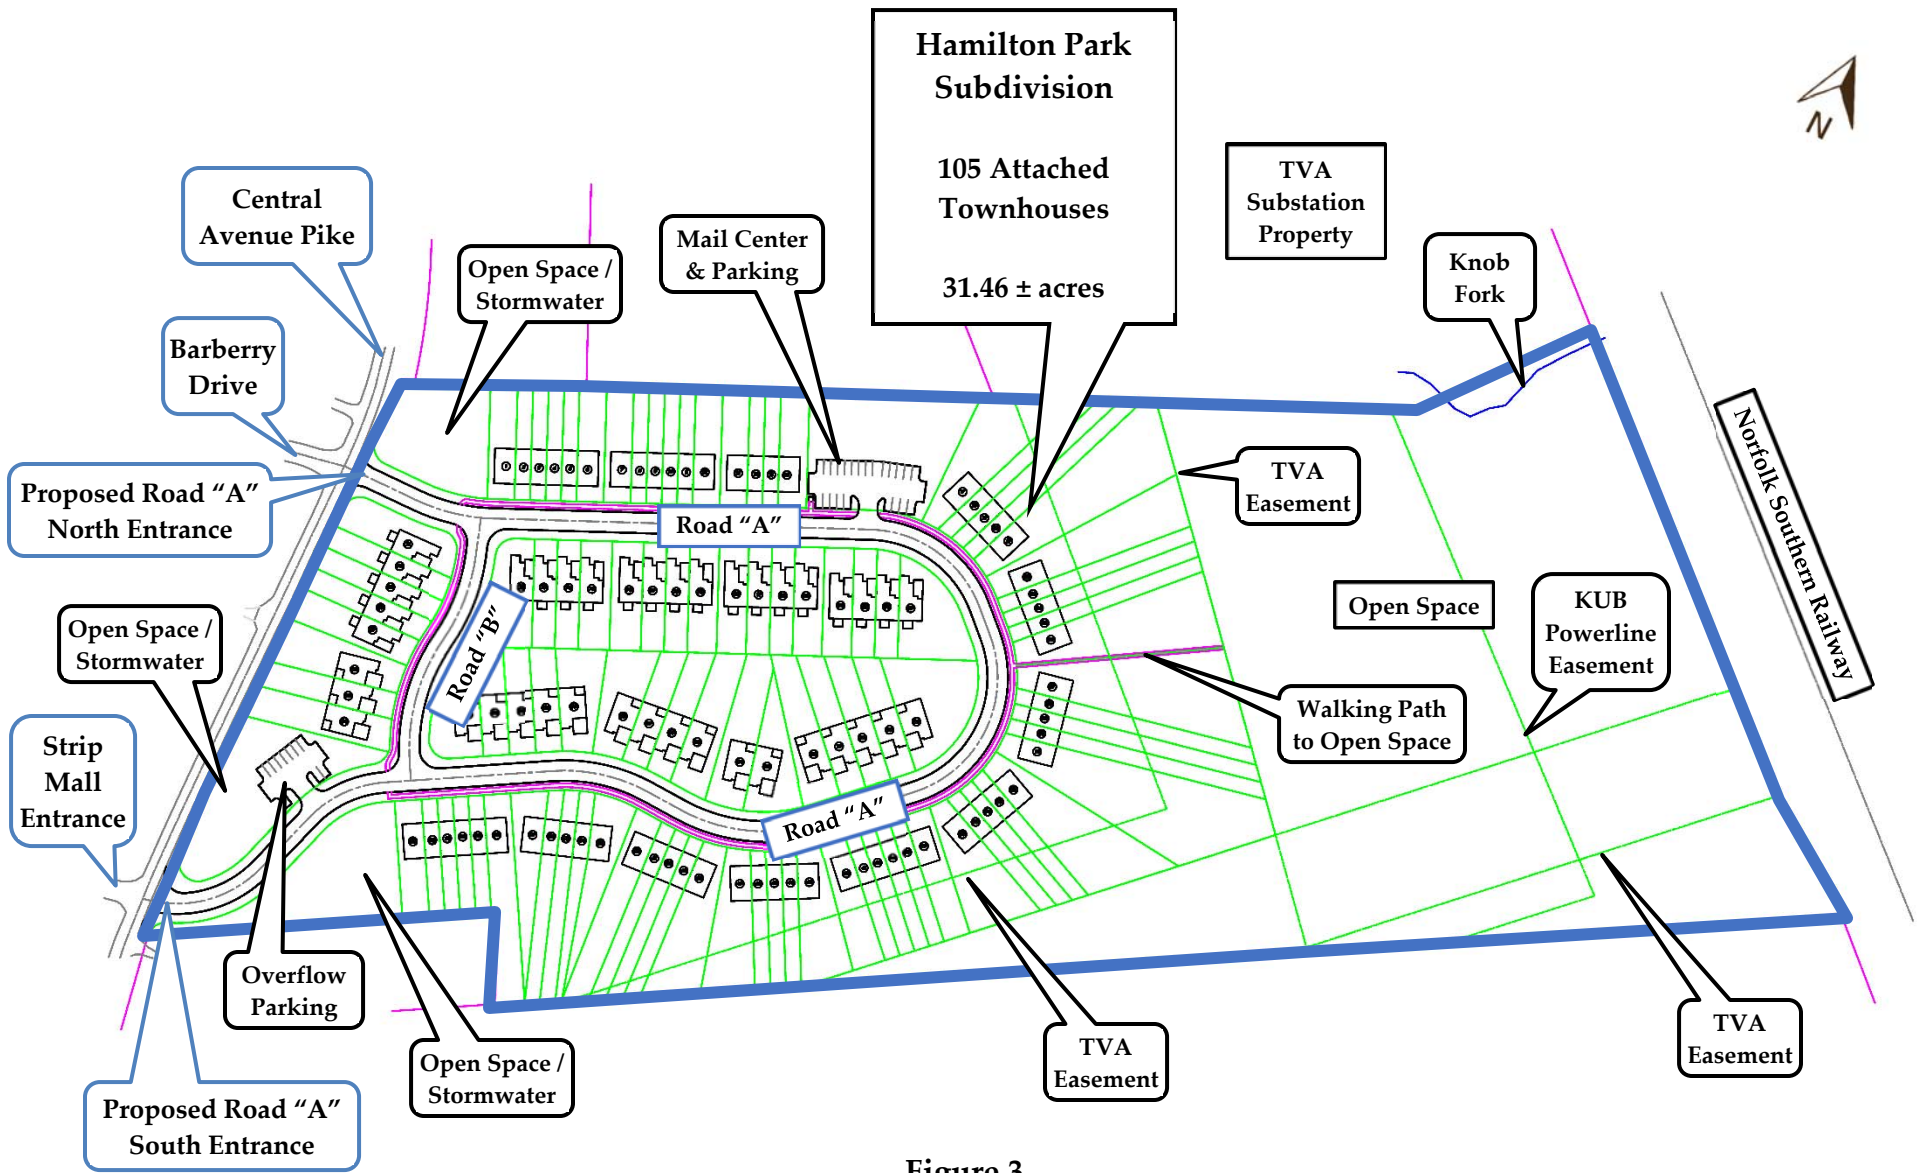 Hamilton Park
Subdivision
105 Attached
Townhouses
31.46 ± acres
N
TVA
Substation
Property
Central
Avenue Pike
Mail Center
& Parking
Open Space /
Stormwater
Knob
Fork
Barberry
Drive
Norfolk Southern Railway
TVA
Easement
Proposed Road “A”
North Entrance
Road “A”
Open Space
KUB
Powerline
Easement
Open Space /
Stormwater
Road “B”
Walking Path
to Open Space
Strip
Mall
Entrance
Road “A”
Overflow
Parking
TVA
Easement
TVA
Easement
Open Space /
Stormwater
Proposed Road “A”
South Entrance
Figure 3